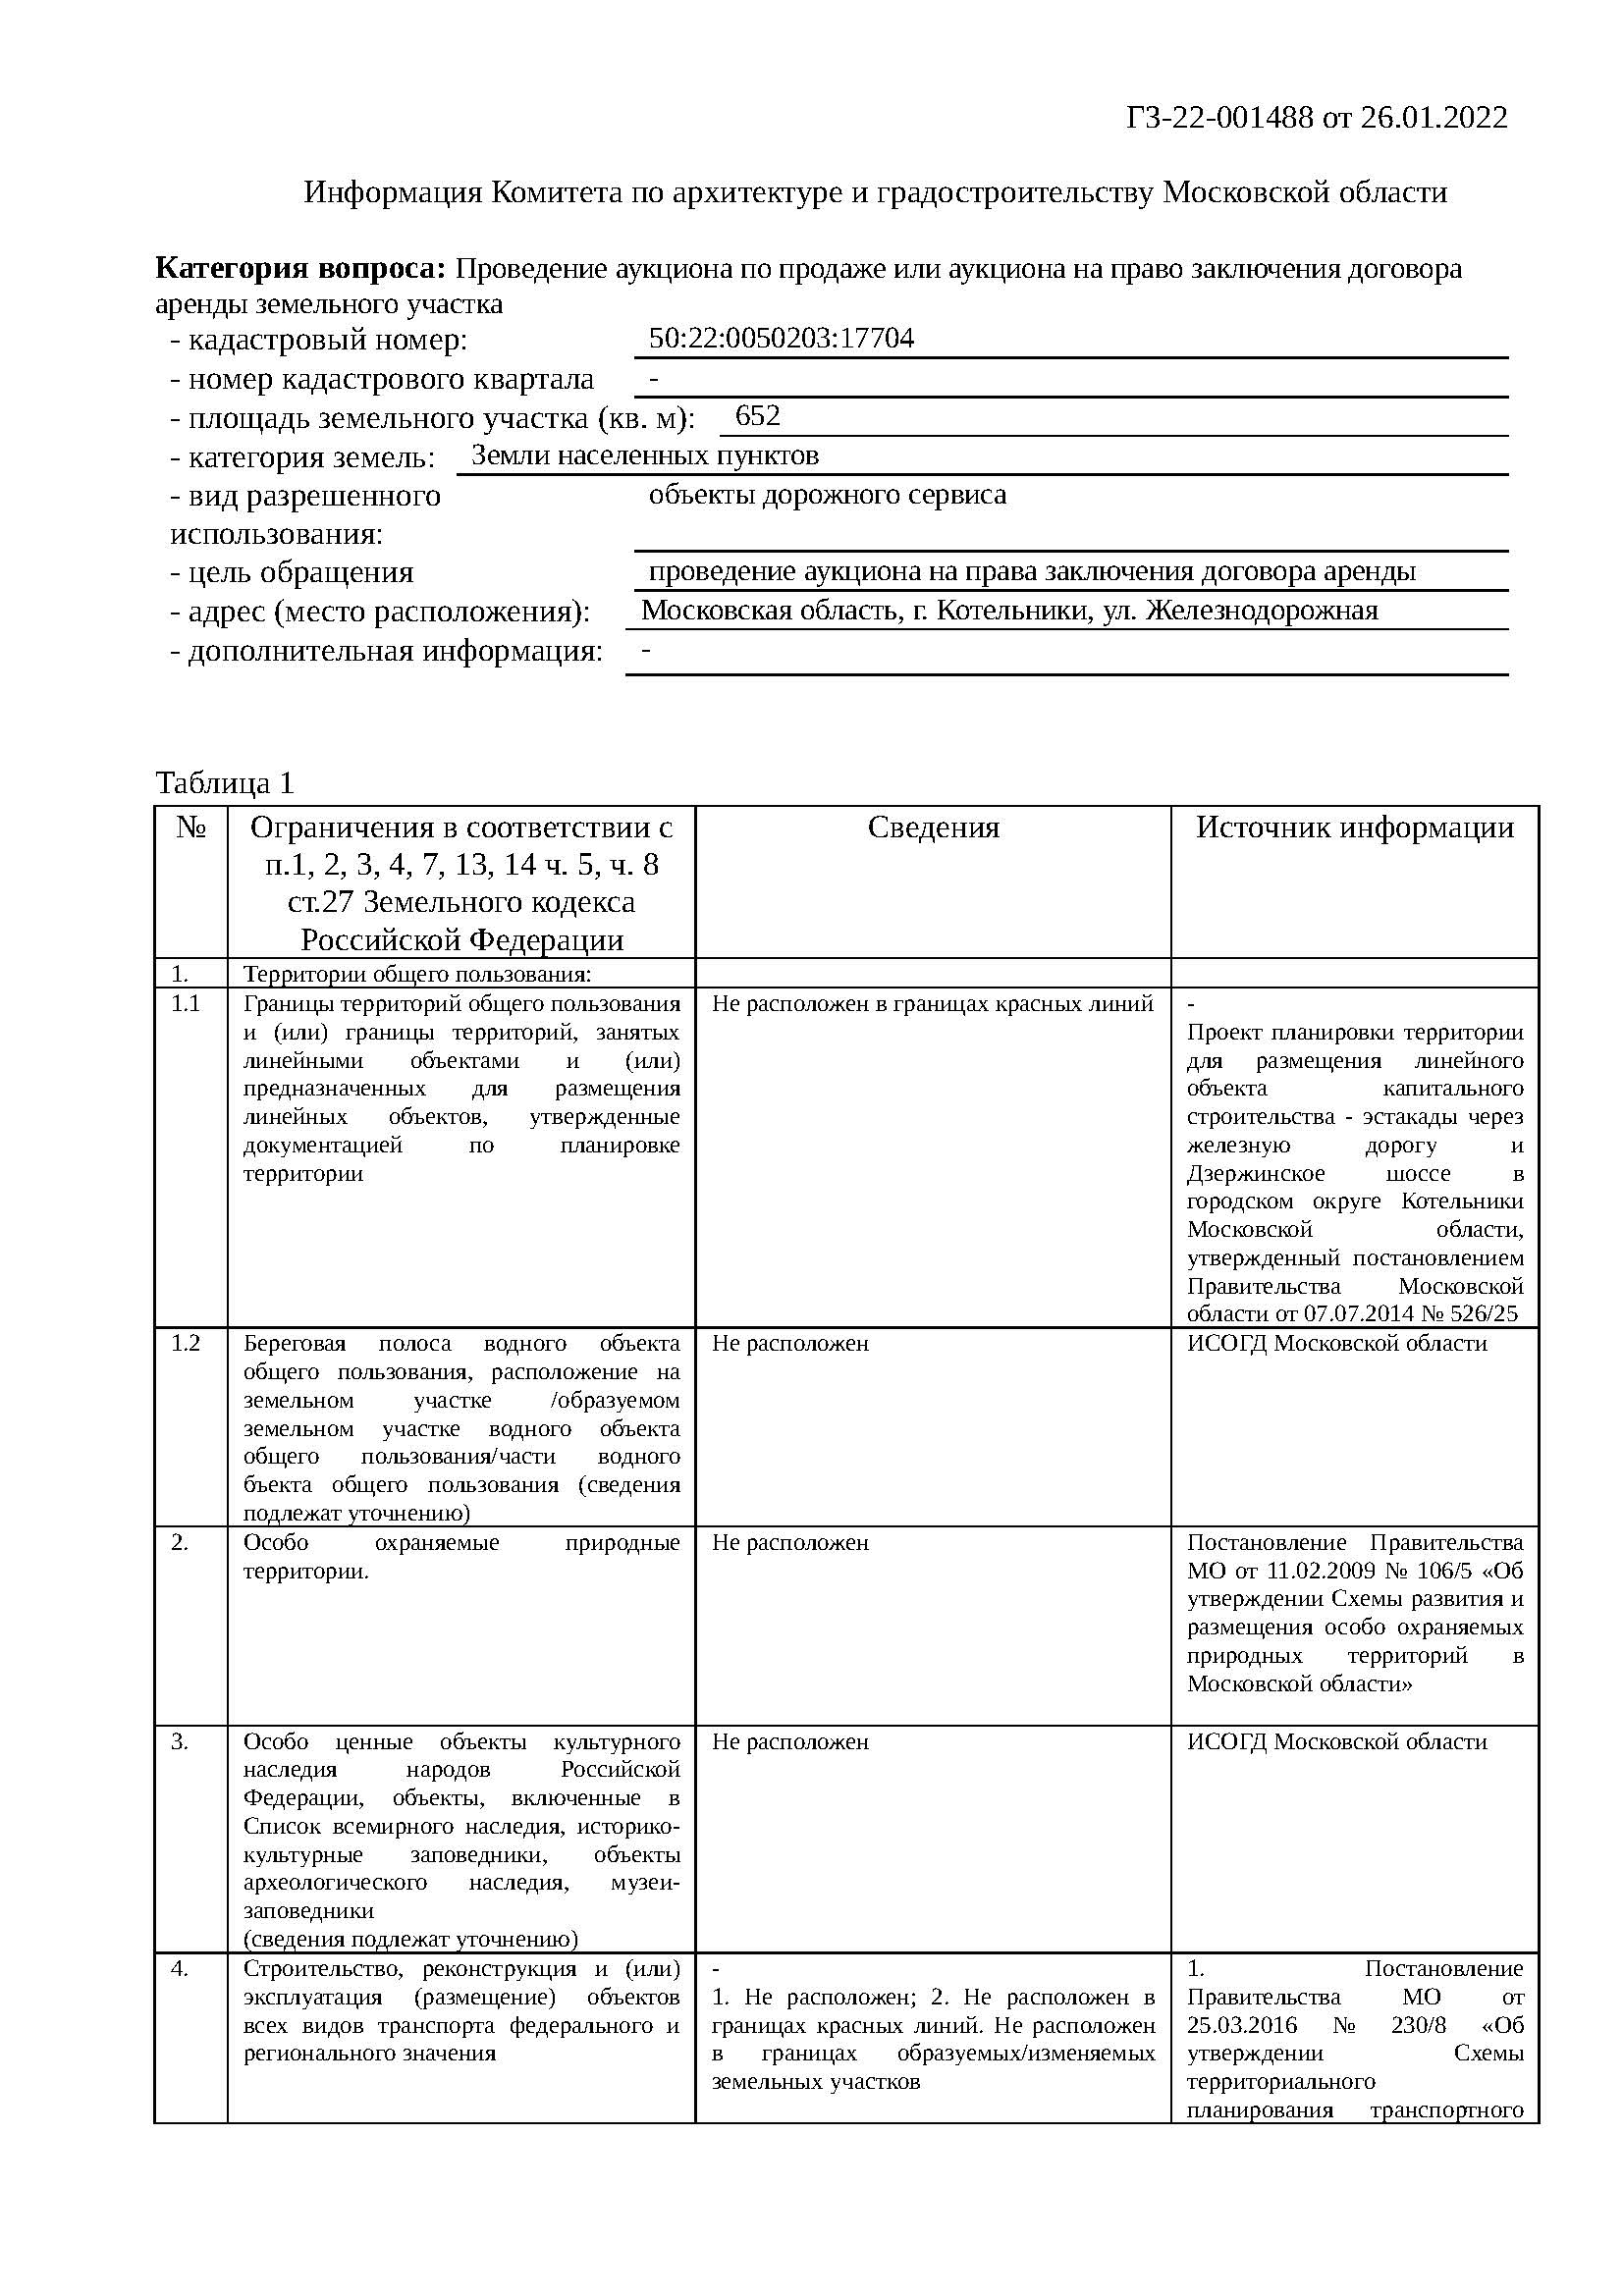 ГЗ-22-001488 от 26.01.2022
Информация Комитета по архитектуре и градостроительству Московской области
Категория вопроса: Проведение аукциона по продаже или аукциона на право заключения договора
аренды земельного участка
- кадастровый номер: 50:22:0050203:17704
- номер кадастрового квартала -
- площадь земельного участка (кв. м): 652
- категория земель: Земли населенных пунктов
- вид разрешенного объекты дорожного сервиса
использования:
- цель обращения проведение аукциона на права заключения договора аренды
- адрес (место расположения): Московская область, г. Котельники, ул. Железнодорожная
- дополнительная информация: -
Таблица 1
№
Ограничения в соответствии с
п.1, 2, 3, 4, 7, 13, 14 ч. 5, ч. 8
ст.27 Земельного кодекса
Российской Федерации
Сведения
Источник информации
1.
Территории общего пользования:
1.1
Границы территорий общего пользования
и (или) границы территорий, занятых
линейными объектами и (или)
предназначенных для размещения
линейных объектов, утвержденные
документацией по планировке
территории
Не расположен в границах красных линий
-
Проект планировки территории
для размещения линейного
объекта капитального
строительства - эстакады через
железную дорогу и
Дзержинское шоссе в
городском округе Котельники
Московской области,
утвержденный постановлением
Правительства Московской
области от 07.07.2014 № 526/25
1.2
Береговая полоса водного объекта
общего пользования, расположение на
земельном участке /образуемом
земельном участке водного объекта
общего пользования/части водного
бъекта общего пользования (сведения
подлежат уточнению)
Не расположен
ИСОГД Московской области
2.
Особо охраняемые природные
территории.
Не расположен
Постановление Правительства
МО от 11.02.2009 № 106/5 «Об
утверждении Схемы развития и
размещения особо охраняемых
природных территорий в
Московской области»
3.
Особо ценные объекты культурного
наследия народов Российской
Федерации, объекты, включенные в
Список всемирного наследия, историко-
культурные заповедники, объекты
археологического наследия, музеи-
заповедники
(сведения подлежат уточнению)
Не расположен
ИСОГД Московской области
4.
Строительство, реконструкция и (или)
эксплуатация (размещение) объектов
всех видов транспорта федерального и
регионального значения
-
1. Не расположен; 2. Не расположен в
границах красных линий. Не расположен
в границах образуемых/изменяемых
земельных участков
1. Постановление
Правительства МО от
25.03.2016 № 230/8 «Об
утверждении Схемы
территориального
планирования транспортного